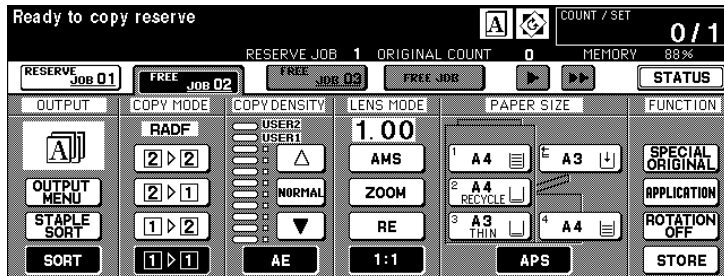 Ready to copy reserve
COUNT / SET
0/1
RESERVE JOB 1 ORIGINAL COUNT 0 MEMORY 88%
RESERVE JOB 01
FREE JOB 02
FREE JOB 03
FREE JOB
STATUS
OUTPUT
COPY MODE
COPY DENSITY
LENS MODE
PAPER SIZE
FUNCTION
A
OUTPUT MENU
STAPLE SORT
SORT
RADF
2 ▷ 2
2 ▷ 1
1 ▷ 2
1 ▷ 1
USER2
USER1
NORMAL
AE
1.00
AMS
ZOOM
RE
1:1
1 A4
A3
2 A4 RECYCLE
3 A3 THIN
4 A4
APS
SPECIAL ORIGINAL
APPLICATION
ROTATION OFF
STORE